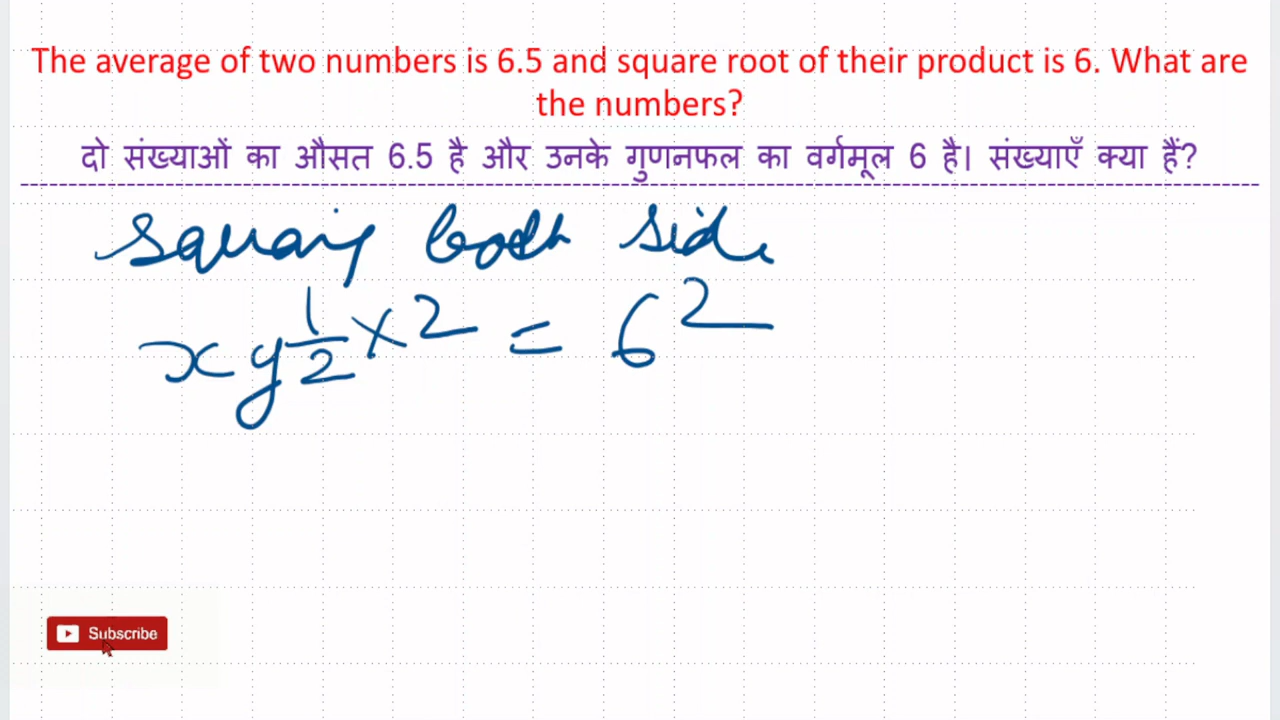 The average of two numbers is 6.5 and square root of their product is 6. What are
the numbers?
दो संख्याओं का औसत 6.5 है और उनके गुणनफल का वर्गमूल 6 है। संख्याएँ क्या हैं?
Squaring both side
xy^(1/2 × 2) = 6^2
Subscribe